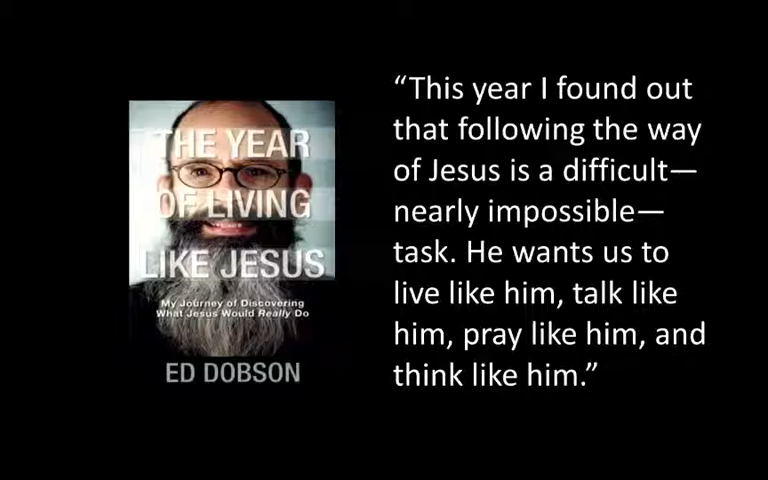 THE YEAR
OF LIVING
LIKE JESUS
My Journey of Discovering
What Jesus Would Really Do
ED DOBSON
“This year I found out
that following the way
of Jesus is a difficult—
nearly impossible—
task. He wants us to
live like him, talk like
him, pray like him, and
think like him.”